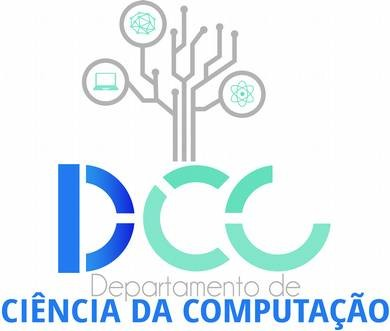 DCC
Departamento de
CIÊNCIA DA COMPUTAÇÃO